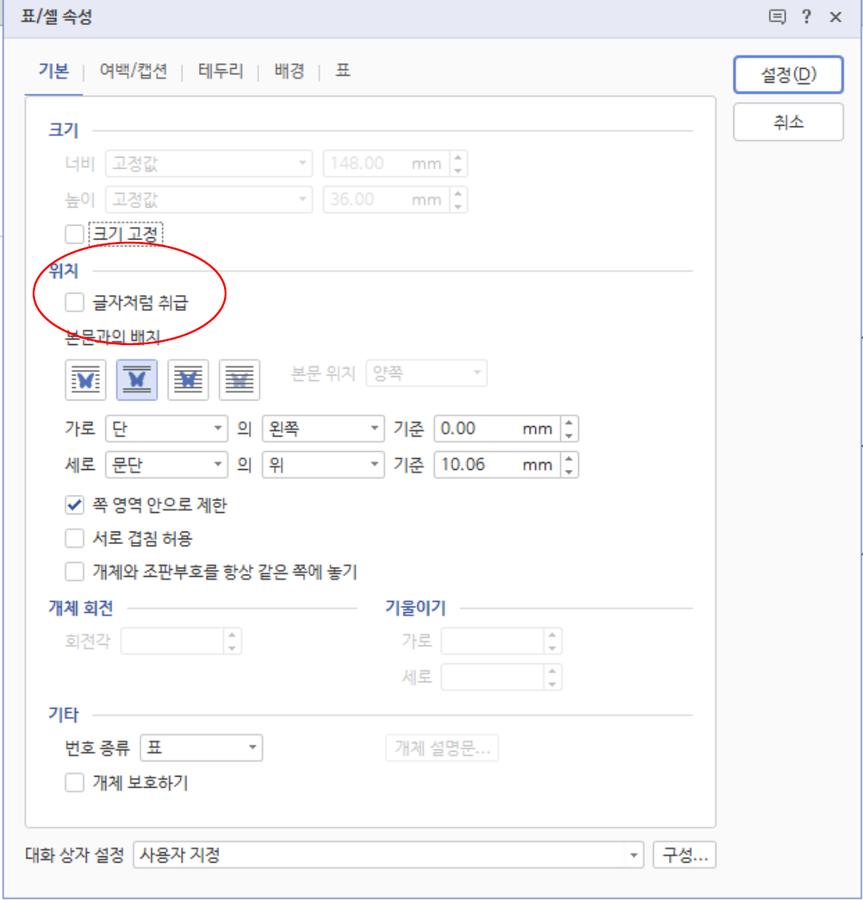 표/셀 속성
기본 여백/캡션 테두리 배경 표
설정(D)
취소
크기
너비 고정값 148.00 mm
높이 고정값 36.00 mm
크기 고정
위치
글자처럼 취급
본문과의 배치
본문 위치 양쪽
가로 단 의 왼쪽 기준 0.00 mm
세로 문단 의 위 기준 10.06 mm
쪽 영역 안으로 제한
서로 겹침 허용
개체와 조판부호를 항상 같은 쪽에 놓기
개체 회전 기울이기
회전각 가로
세로
기타
번호 종류 표 개체 설명문...
개체 보호하기
대화 상자 설정 사용자 지정 구성...